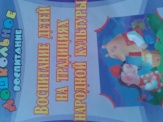 ДОШКОЛЬНОЕ
ВОСПИТАНИЕ
ВОСПИТАНИЕ ДЕТЕЙ
НА ТРАДИЦИЯХ
НАРОДНОЙ КУЛЬТУРЫ